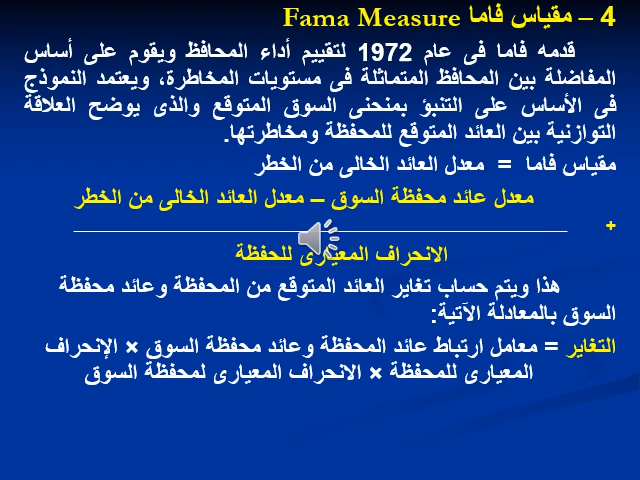 4 – مقياس فاما Fama Measure
قدمه فاما فى عام 1972 لتقييم أداء المحافظ ويقوم على أساس
المفاضلة بين المحافظ المتماثلة فى مستويات المخاطرة، ويعتمد النموذج
فى الأساس على التنبؤ بمنحنى السوق المتوقع والذى يوضح العلاقة
التوازنية بين العائد المتوقع للمحفظة ومخاطرتها.
مقياس فاما = معدل العائد الخالى من الخطر
معدل عائد محفظة السوق – معدل العائد الخالى من الخطر
+
الانحراف المعيارى للحفظة
هذا ويتم حساب تغاير العائد المتوقع من المحفظة وعائد محفظة
السوق بالمعادلة الآتية:
التغاير = معامل ارتباط عائد المحفظة وعائد محفظة السوق × الإنحراف
المعيارى للمحفظة × الانحراف المعيارى لمحفظة السوق